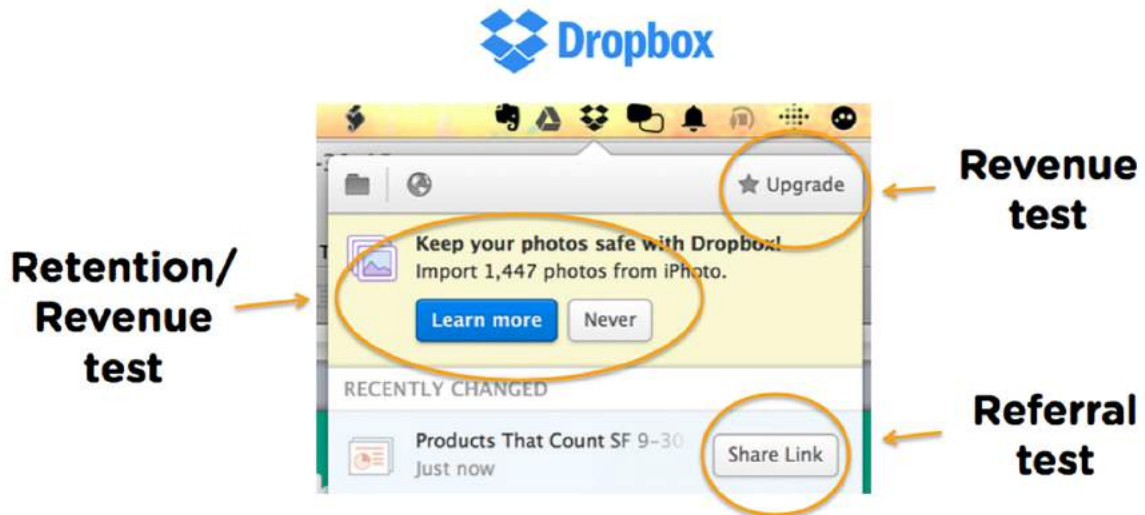 Dropbox
Upgrade
Revenue
test
Keep your photos safe with Dropbox!
Import 1,447 photos from iPhoto.
Learn more Never
Retention/
Revenue
test
RECENTLY CHANGED
Products That Count SF 9-30
Just now
Share Link
Referral
test